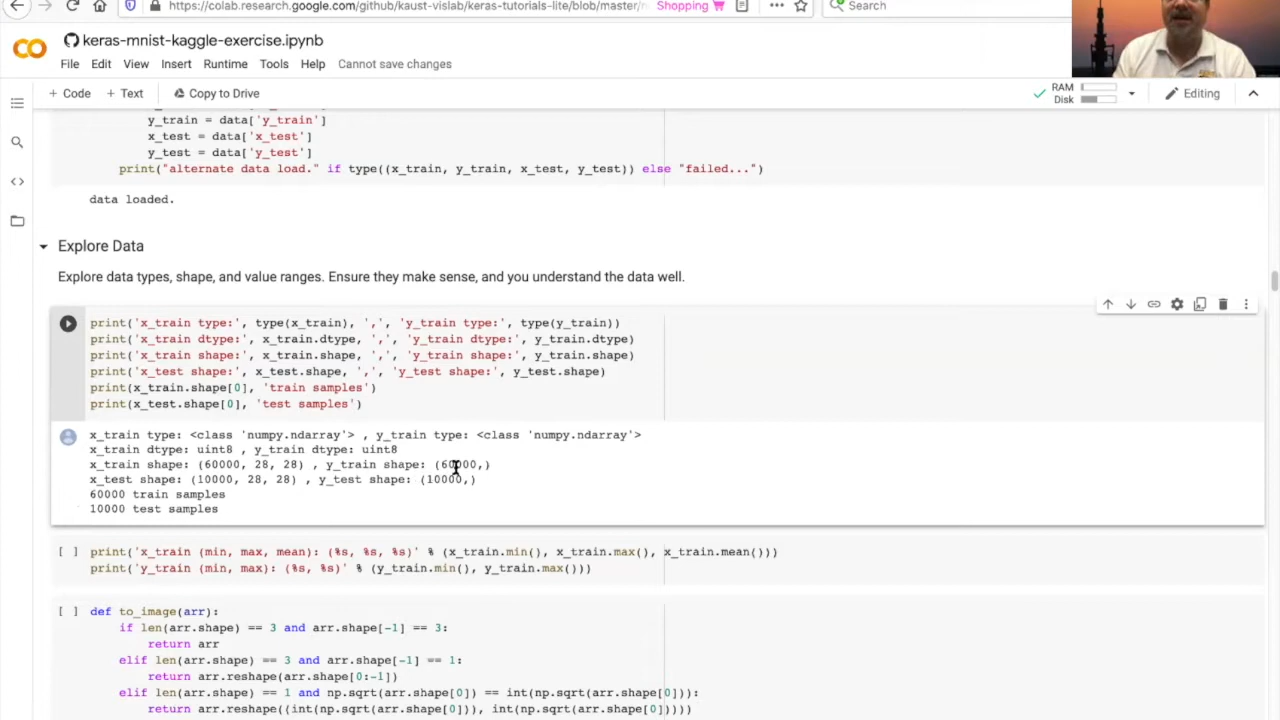 https://colab.research.google.com/github/kaust-vislab/keras-tutorials-lite/blob/master/n
Shopping
Search
keras-mnist-kaggle-exercise.ipynb
File Edit View Insert Runtime Tools Help Cannot save changes
+ Code + Text Copy to Drive
RAM
Disk
Editing
y_train = data['y_train']
x_test = data['x_test']
y_test = data['y_test']
print("alternate data load." if type((x_train, y_train, x_test, y_test)) else "failed...")
data loaded.
Explore Data
Explore data types, shape, and value ranges. Ensure they make sense, and you understand the data well.
print('x_train type:', type(x_train), ',', 'y_train type:', type(y_train))
print('x_train dtype:', x_train.dtype, ',', 'y_train dtype:', y_train.dtype)
print('x_train shape:', x_train.shape, ',', 'y_train shape:', y_train.shape)
print('x_test shape:', x_test.shape, ',', 'y_test shape:', y_test.shape)
print(x_train.shape[0], 'train samples')
print(x_test.shape[0], 'test samples')
x_train type: <class 'numpy.ndarray'> , y_train type: <class 'numpy.ndarray'>
x_train dtype: uint8 , y_train dtype: uint8
x_train shape: (60000, 28, 28) , y_train shape: (60000,)
x_test shape: (10000, 28, 28) , y_test shape: (10000,)
60000 train samples
10000 test samples
[ ] print('x_train (min, max, mean): (%s, %s, %s)' % (x_train.min(), x_train.max(), x_train.mean()))
print('y_train (min, max): (%s, %s)' % (y_train.min(), y_train.max()))
[ ] def to_image(arr):
if len(arr.shape) == 3 and arr.shape[-1] == 3:
return arr
elif len(arr.shape) == 3 and arr.shape[-1] == 1:
return arr.reshape(arr.shape[0:-1])
elif len(arr.shape) == 1 and np.sqrt(arr.shape[0]) == int(np.sqrt(arr.shape[0])):
return arr.reshape((int(np.sqrt(arr.shape[0])), int(np.sqrt(arr.shape[0]))))